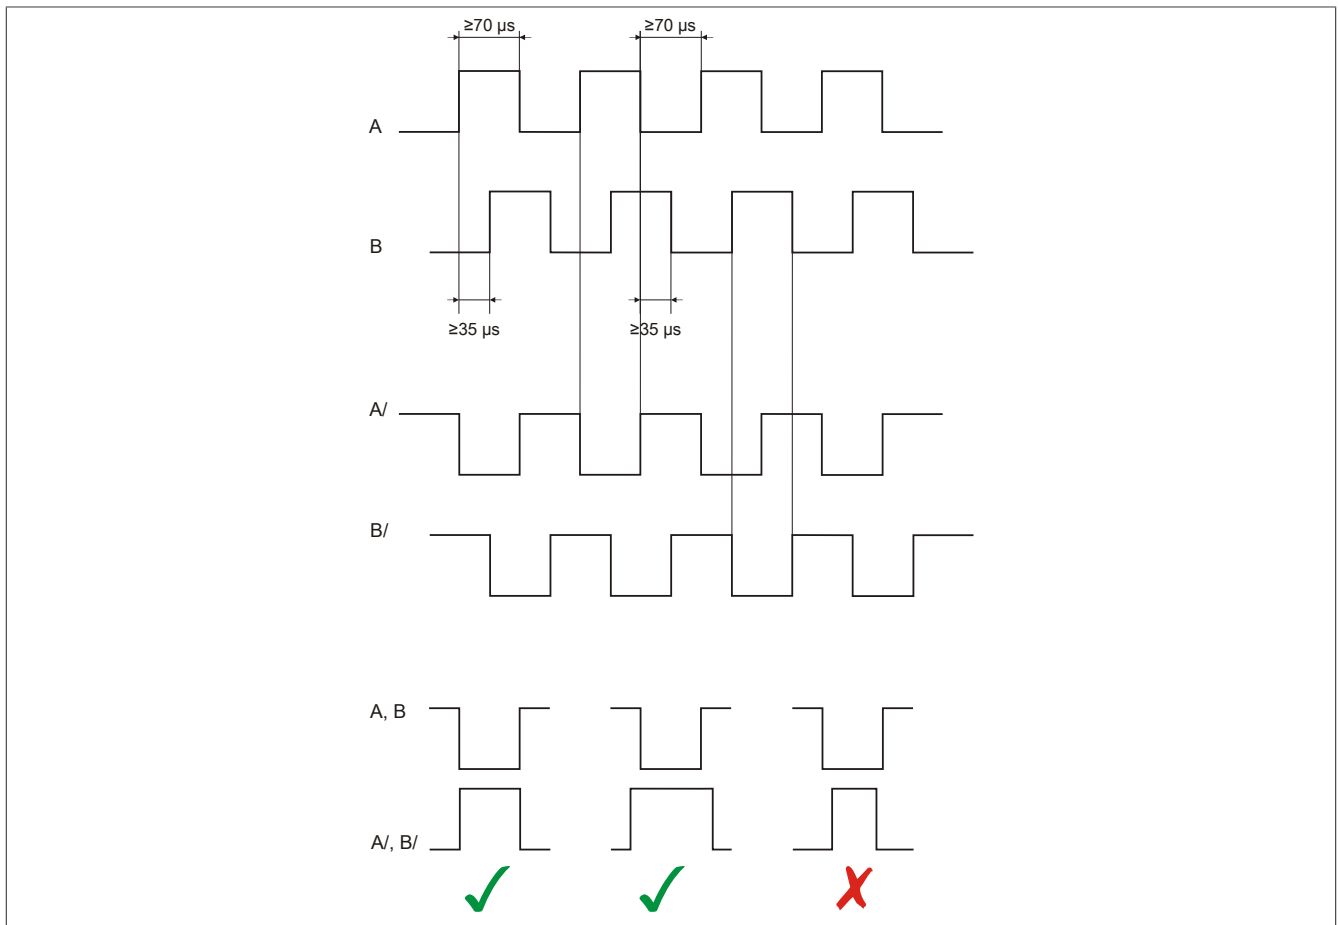 ≥70 µs ≥70 µs
A
B
≥35 µs ≥35 µs
A/
B/
A, B
A/, B/